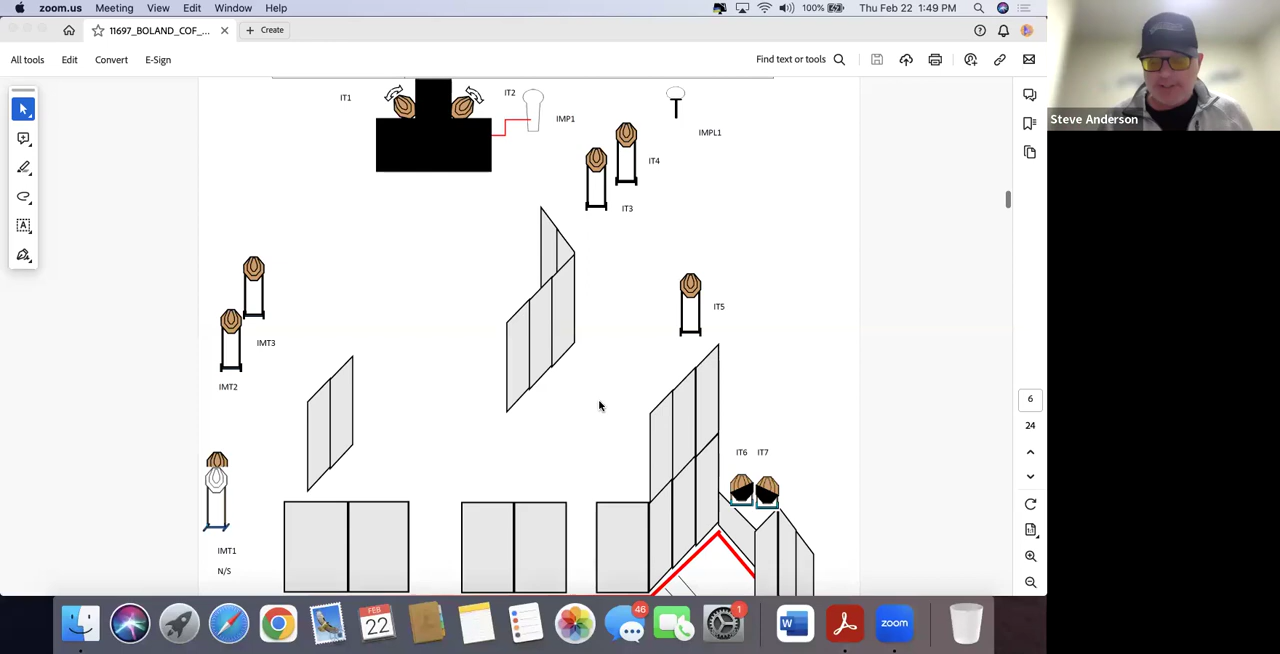 zoom.us Meeting View Edit Window Help 100% Thu Feb 22 1:49 PM
11697_BOLAND_COF_... + Create
All tools Edit Convert E-Sign Find text or tools
Steve Anderson
IT1
IT2
IMP1
IMPL1
IT4
IT3
IT5
IMT3
IMT2
6
24
IT6 IT7
IMT1
N/S
FEB
22
46
1
W
zoom